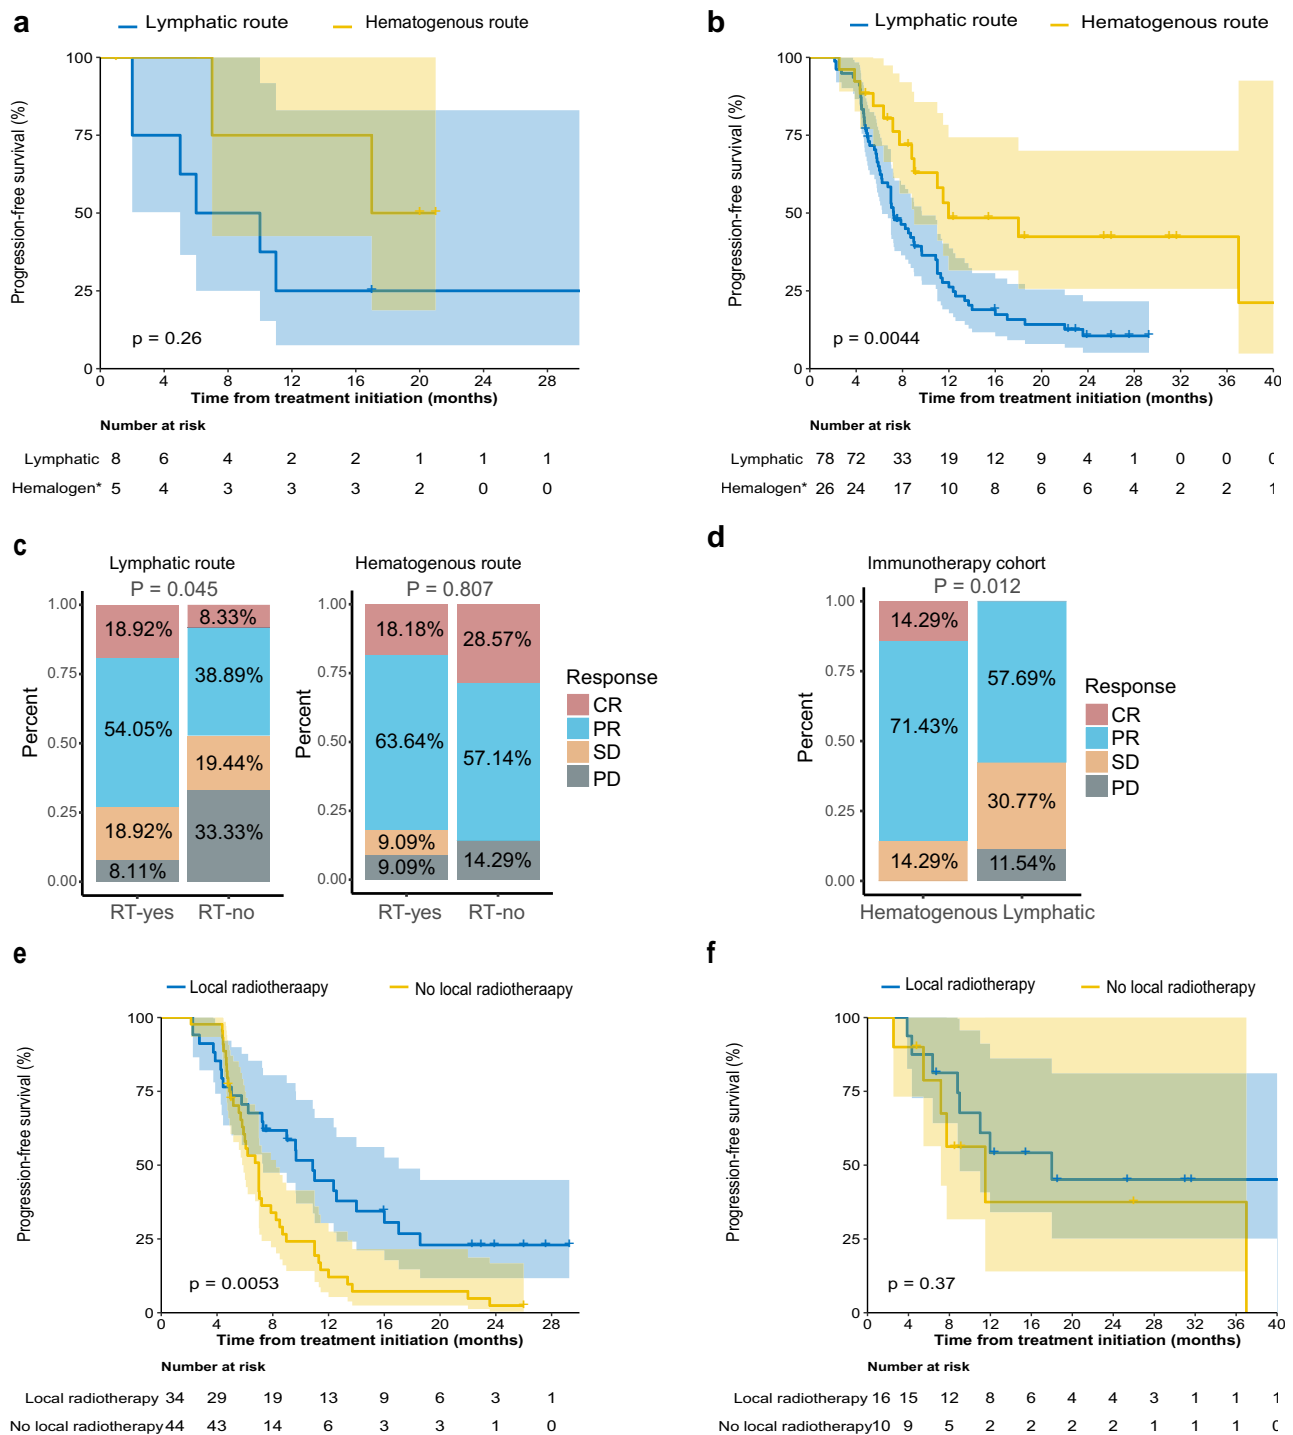 a
Lymphatic route
Hematogenous route
100
75
50
25
0
Progression-free survival (%)
p = 0.26
0 4 8 12 16 20 24 28
Time from treatment initiation (months)
Number at risk
Lymphatic 8 6 4 2 2 1 1 1
Hemalogen* 5 4 3 3 3 2 0 0
b
Lymphatic route
Hematogenous route
100
75
50
25
0
Progression-free survival (%)
p = 0.0044
0 4 8 12 16 20 24 28 32 36 40
Time from treatment initiation (months)
Number at risk
Lymphatic 78 72 33 19 12 9 4 1 0 0 0
Hemalogen* 26 24 17 10 8 6 6 4 2 2 1
c
Lymphatic route
P = 0.045
1.00
0.75
0.50
0.25
0.00
Percent
18.92%
54.05%
18.92%
8.11%
8.33%
38.89%
19.44%
33.33%
RT-yes RT-no
Hematogenous route
P = 0.807
1.00
0.75
0.50
0.25
0.00
Percent
18.18%
63.64%
9.09%
9.09%
28.57%
57.14%
14.29%
RT-yes RT-no
Response
CR
PR
SD
PD
d
Immunotherapy cohort
P = 0.012
1.00
0.75
0.50
0.25
0.00
Percent
14.29%
71.43%
14.29%
57.69%
30.77%
11.54%
Hematogenous Lymphatic
Response
CR
PR
SD
PD
e
Local radiotheraapy
No local radiotheraapy
100
75
50
25
0
Progression-free survival (%)
p = 0.0053
0 4 8 12 16 20 24 28
Time from treatment initiation (months)
Number at risk
Local radiotherapy 34 29 19 13 9 6 3 1
No local radiotherapy 44 43 14 6 3 3 1 0
f
Local radiotherapy
No local radiotherapy
100
75
50
25
0
Progression-free survival (%)
p = 0.37
0 4 8 12 16 20 24 28 32 36 40
Time from treatment initiation (months)
Number at risk
Local radiotherapy 16 15 12 8 6 4 4 3 1 1 1
No local radiotherapy 10 9 5 2 2 2 2 1 1 1 0